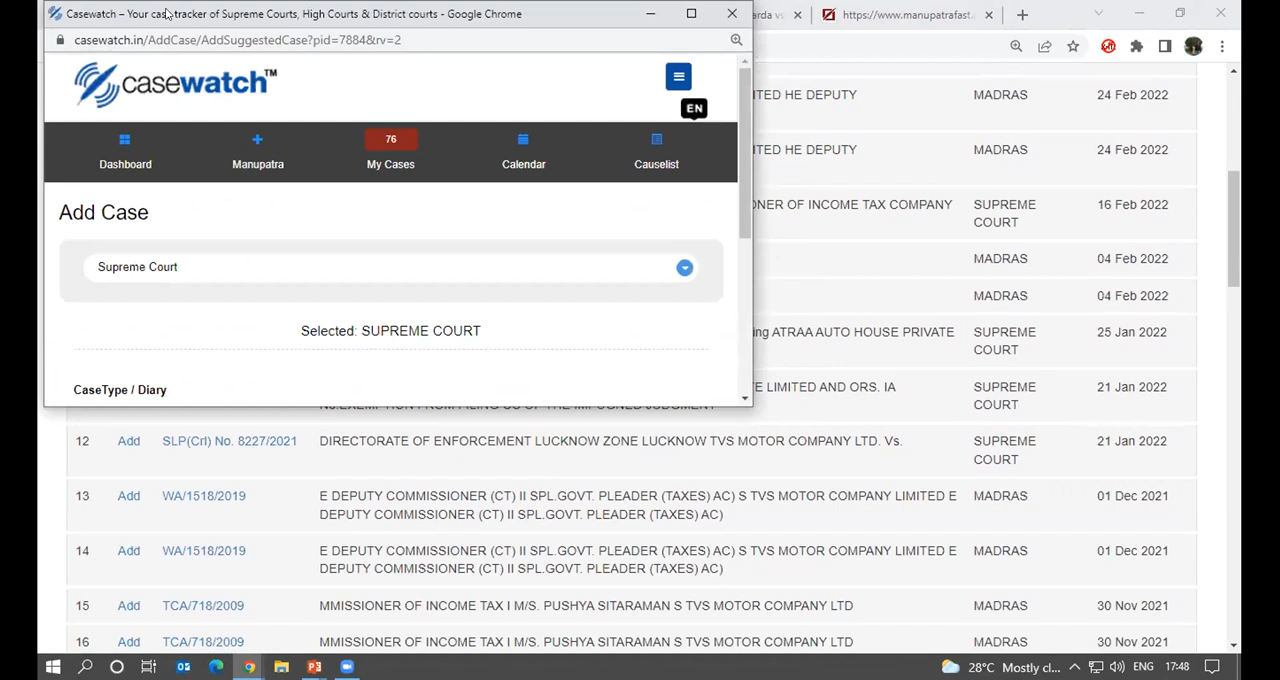 Casewatch – Your case tracker of Supreme Courts, High Courts & District courts - Google Chrome
arda vs
https://www.manupatrafast.
casewatch.in/AddCase/AddSuggestedCase?pid=7884&rv=2
casewatch™
EN
76
Dashboard
Manupatra
My Cases
Calendar
Causelist
Add Case
Supreme Court
Selected: SUPREME COURT
CaseType / Diary
ITED HE DEPUTY MADRAS 24 Feb 2022
ITED HE DEPUTY MADRAS 24 Feb 2022
ONER OF INCOME TAX COMPANY SUPREME COURT 16 Feb 2022
MADRAS 04 Feb 2022
MADRAS 04 Feb 2022
ing ATRAA AUTO HOUSE PRIVATE SUPREME COURT 25 Jan 2022
TE LIMITED AND ORS. IA SUPREME COURT 21 Jan 2022
12 Add SLP(Crl) No. 8227/2021 DIRECTORATE OF ENFORCEMENT LUCKNOW ZONE LUCKNOW TVS MOTOR COMPANY LTD. Vs. SUPREME COURT 21 Jan 2022
13 Add WA/1518/2019 E DEPUTY COMMISSIONER (CT) II SPL.GOVT. PLEADER (TAXES) AC) S TVS MOTOR COMPANY LIMITED E MADRAS 01 Dec 2021
DEPUTY COMMISSIONER (CT) II SPL.GOVT. PLEADER (TAXES) AC)
14 Add WA/1518/2019 E DEPUTY COMMISSIONER (CT) II SPL.GOVT. PLEADER (TAXES) AC) S TVS MOTOR COMPANY LIMITED E MADRAS 01 Dec 2021
DEPUTY COMMISSIONER (CT) II SPL.GOVT. PLEADER (TAXES) AC)
15 Add TCA/718/2009 MMISSIONER OF INCOME TAX I M/S. PUSHYA SITARAMAN S TVS MOTOR COMPANY LTD MADRAS 30 Nov 2021
16 Add TCA/718/2009 MMISSIONER OF INCOME TAX I M/S. PUSHYA SITARAMAN S TVS MOTOR COMPANY LTD MADRAS 30 Nov 2021
28°C Mostly cl... ENG 17:48